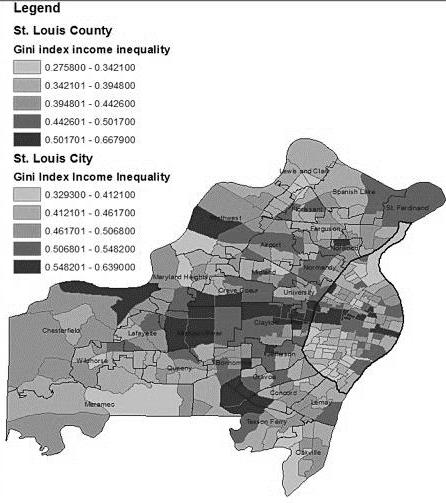 Legend
St. Louis County
Gini index income inequality
0.275800 - 0.342100
0.342101 - 0.394800
0.394801 - 0.442600
0.442601 - 0.501700
0.501701 - 0.667900
St. Louis City
Gini Index Income Inequality
0.329300 - 0.412100
0.412101 - 0.461700
0.461701 - 0.506800
0.506801 - 0.548200
0.548201 - 0.639000
Lewis and Clark
Spanish Lake
St. Ferdinand
Florissant
Northwest
Ferguson
Airport
Norwood
Normandy
Midland
Maryland Heights
Creve Coeur
University
Chesterfield
Lafayette
Missouri River
Clayton
Wildhorse
Queeny
Bonhomme
Jefferson
Gravois
Meramec
Concord
Lemay
Tesson Ferry
Oakville